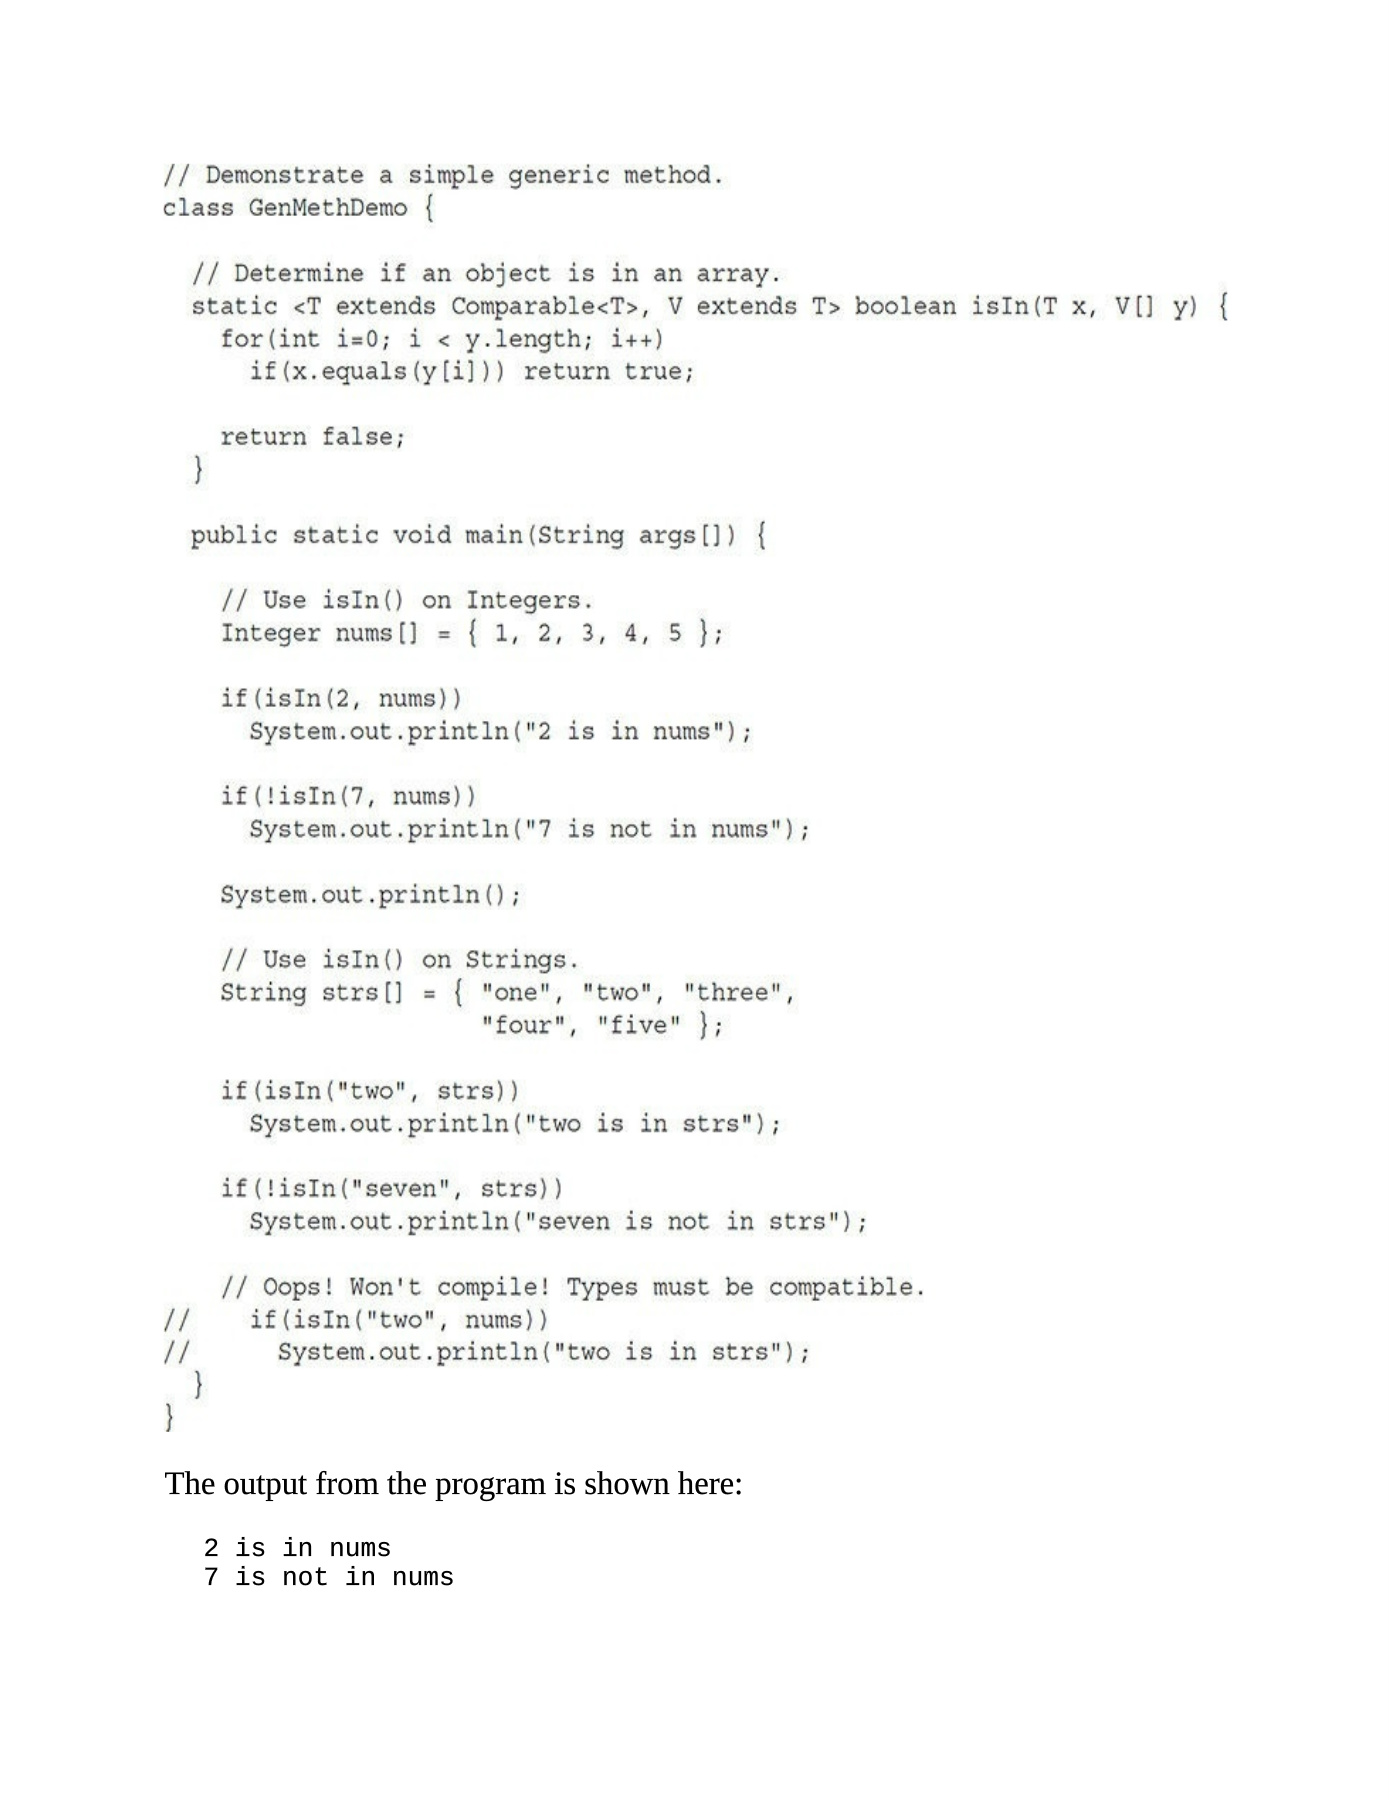 // Demonstrate a simple generic method.
class GenMethDemo {

  // Determine if an object is in an array.
  static <T extends Comparable<T>, V extends T> boolean isIn(T x, V[] y) {
    for(int i=0; i < y.length; i++)
      if(x.equals(y[i])) return true;

    return false;
  }

  public static void main(String args[]) {

    // Use isIn() on Integers.
    Integer nums[] = { 1, 2, 3, 4, 5 };

    if(isIn(2, nums))
      System.out.println("2 is in nums");

    if(!isIn(7, nums))
      System.out.println("7 is not in nums");

    System.out.println();

    // Use isIn() on Strings.
    String strs[] = { "one", "two", "three",
                      "four", "five" };

    if(isIn("two", strs))
      System.out.println("two is in strs");

    if(!isIn("seven", strs))
      System.out.println("seven is not in strs");

    // Oops! Won't compile! Types must be compatible.
//    if(isIn("two", nums))
//      System.out.println("two is in strs");
  }
}
The output from the program is shown here:
2 is in nums
7 is not in nums